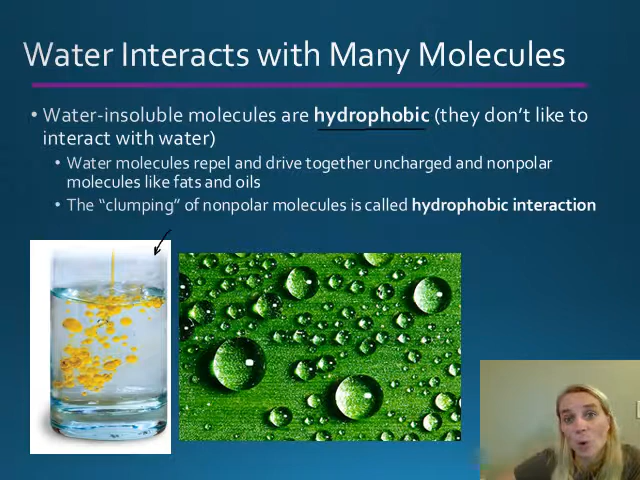 Water Interacts with Many Molecules
• Water-insoluble molecules are hydrophobic (they don't like to
interact with water)
• Water molecules repel and drive together uncharged and nonpolar
molecules like fats and oils
• The “clumping” of nonpolar molecules is called hydrophobic interaction